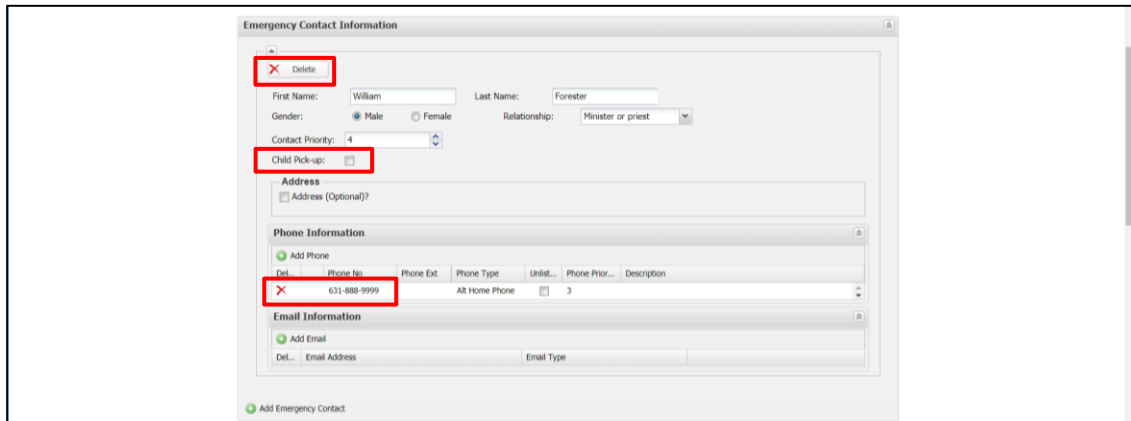 Emergency Contact Information
Delete
First Name: William Last Name: Forester
Gender: Male Female Relationship: Minister or priest
Contact Priority: 4
Child Pick-up:
Address
Address (Optional)?
Phone Information
Add Phone
Del... Phone No Phone Ext Phone Type Unlist... Phone Prior... Description
631-888-9999 Alt Home Phone 3
Email Information
Add Email
Del... Email Address Email Type
Add Emergency Contact